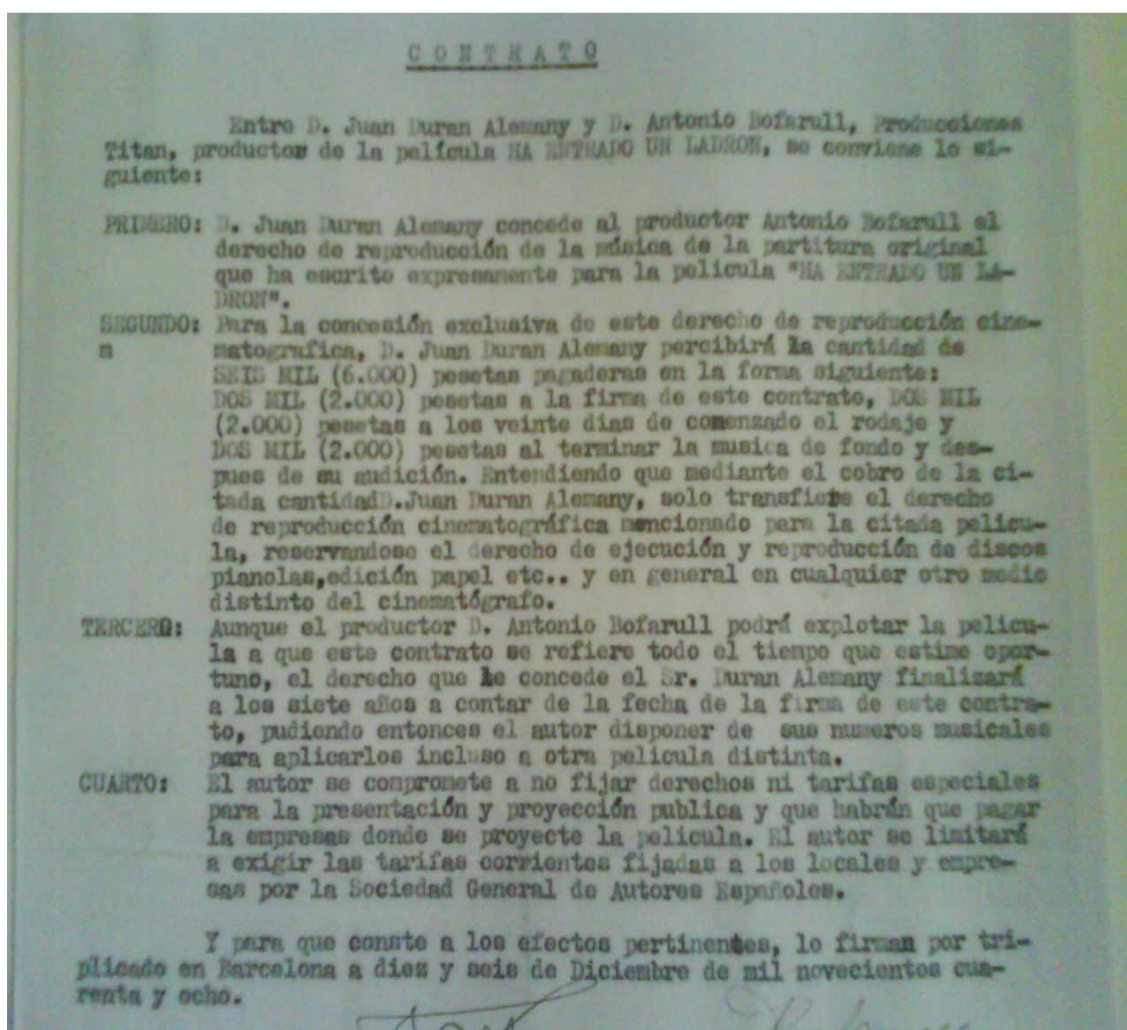 CONTRATO
Entre D. Juan Duran Alemany y D. Antonio Bofarull, Producciones
Titan, productor de la película HA ENTRADO UN LADRON, se conviene lo si-
guiente:
PRIMERO: D. Juan Duran Alemany concede al productor Antonio Bofarull el
derecho de reproducción de la música de la partitura original
que ha escrito expresamente para la pelicula "HA ENTRADO UN LA-
DRON".
SEGUNDO: Para la concesión exclusiva de este derecho de reproducción cine-
m matografica, D. Juan Duran Alemany percibirá la cantidad de
SEIS MIL (6.000) pesetas pagaderas en la forma siguiente:
DOS MIL (2.000) pesetas a la firma de este contrato, DOS MIL
(2.000) pesetas a los veinte dias de comenzado el rodaje y
DOS MIL (2.000) pesetas al terminar la musica de fondo y des-
pues de su audición. Entendiendo que mediante el cobro de la ci-
tada cantidad D.Juan Duran Alemany, solo transfiere el derecho
de reproducción cinematográfica mencionado para la citada pelicu-
la, reservandose el derecho de ejecución y reproducción de discos
pianolas,edición papel etc.. y en general en cualquier otro medio
distinto del cinematógrafo.
TERCERO: Aunque el productor D. Antonio Bofarull podrá explotar la pelicu-
la a que este contrato se refiere todo el tiempo que estime opor-
tuno, el derecho que le concede el Sr. Duran Alemany finalizará
a los siete años a contar de la fecha de la firma de este contra-
to, pudiendo entonces el autor disponer de sus numeros musicales
para aplicarlos incluso a otra pelicula distinta.
CUARTO: El autor se compromete a no fijar derechos ni tarifas especiales
para la presentación y proyección publica y que habrán que pagar
la empresas donde se proyecte la pelicula. El autor se limitará
a exigir las tarifas corrientes fijadas a los locales y empre-
sas por la Sociedad General de Autores Españoles.
Y para que conste a los efectos pertinentes, lo firman por tri-
plicado en Barcelona a diez y seis de Diciembre de mil novecientos cua-
renta y ocho.